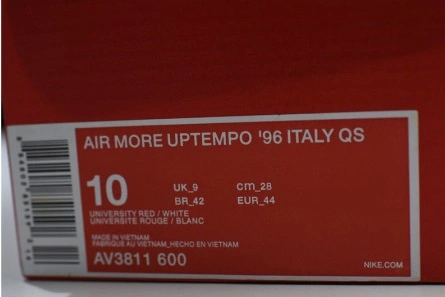 AIR MORE UPTEMPO '96 ITALY QS
10
UK_9 cm_28
BR_42 EUR_44
UNIVERSITY RED / WHITE
UNIVERSITE ROUGE / BLANC
MADE IN VIETNAM
FABRIQUE AU VIETNAM_HECHO EN VIETNAM
AV3811 600
NIKE.COM